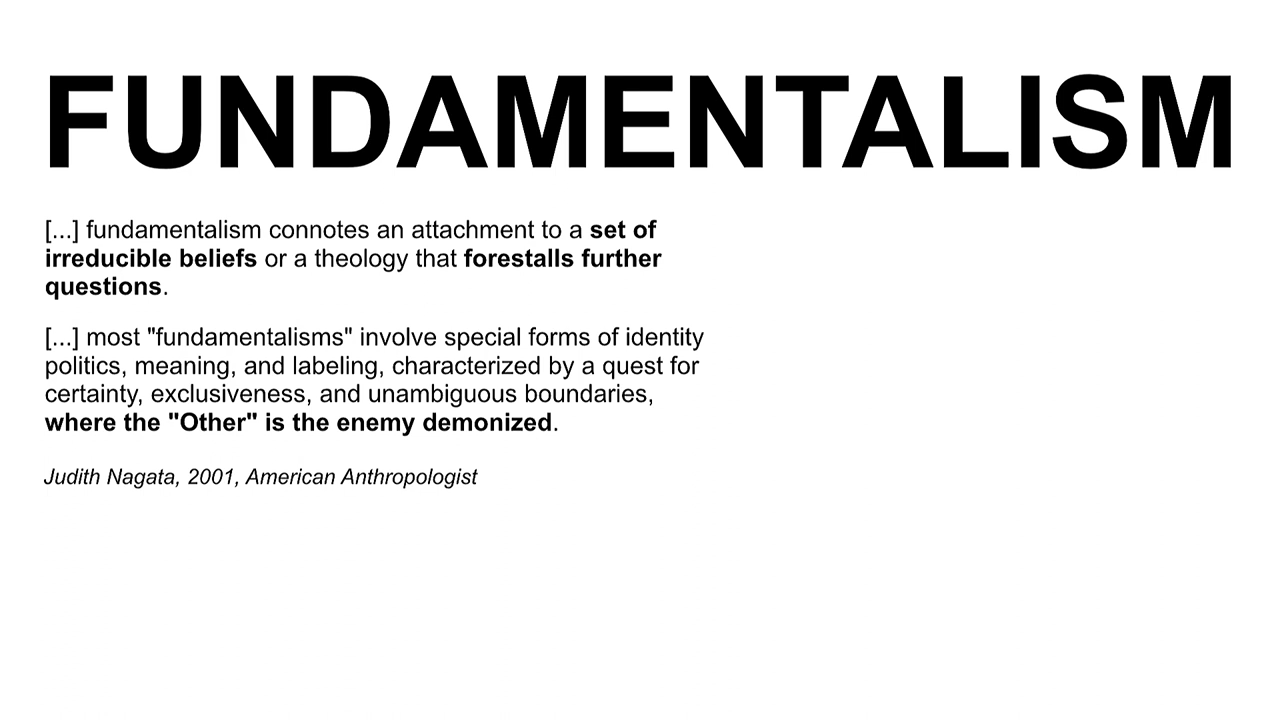 FUNDAMENTALISM
[...] fundamentalism connotes an attachment to a set of
irreducible beliefs or a theology that forestalls further
questions.
[...] most "fundamentalisms" involve special forms of identity
politics, meaning, and labeling, characterized by a quest for
certainty, exclusiveness, and unambiguous boundaries,
where the "Other" is the enemy demonized.
Judith Nagata, 2001, American Anthropologist